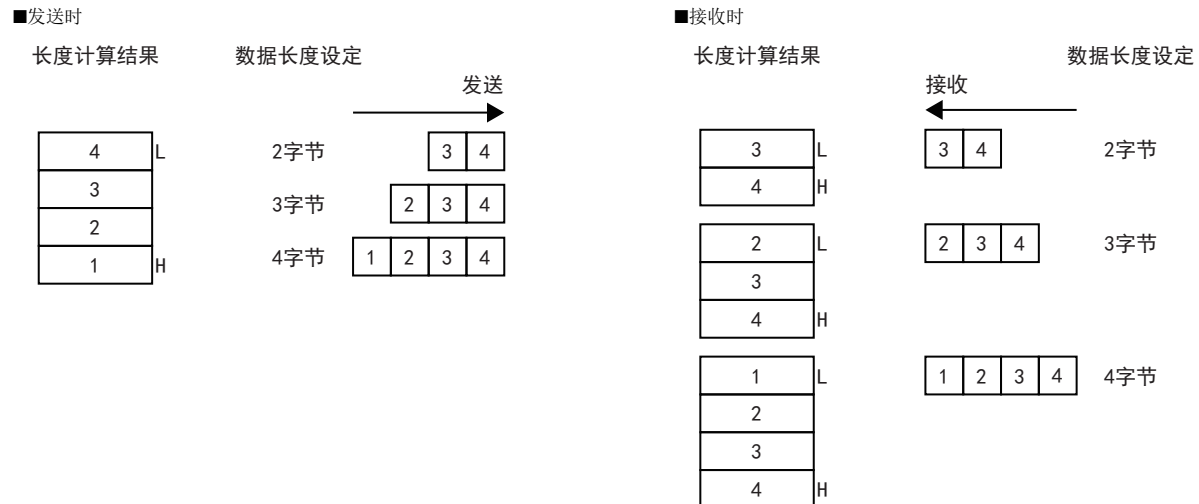 ■发送时
长度计算结果 数据长度设定
发送
4 L 2字节 3 4
3
3字节 2 3 4
2
1 H 4字节 1 2 3 4
■接收时
长度计算结果 数据长度设定
接收
3 L 3 4 2字节
4 H
2 L 2 3 4 3字节
3
4 H
1 L 1 2 3 4 4字节
2
3
4 H